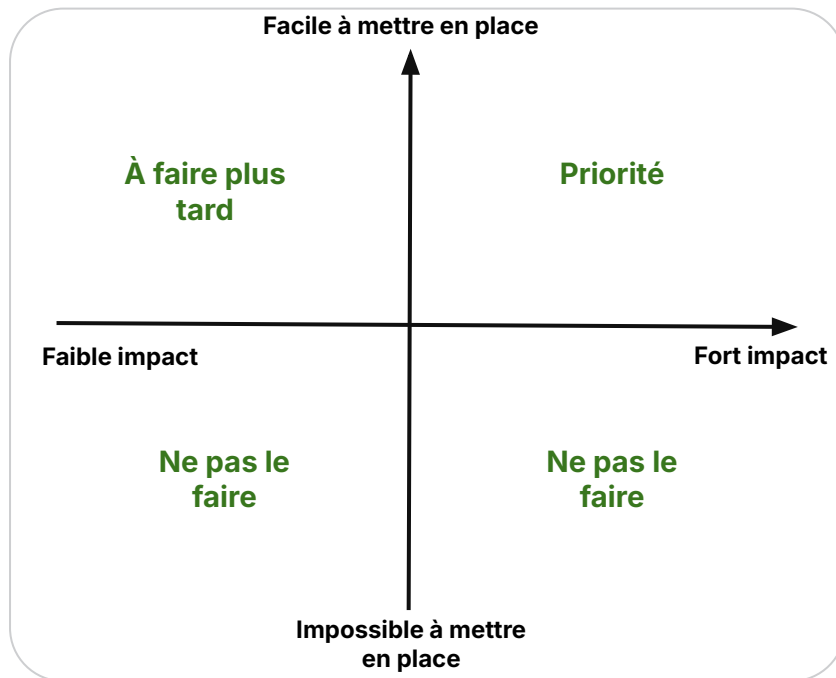 Facile à mettre en place
À faire plus
tard
Priorité
Faible impact
Fort impact
Ne pas le
faire
Ne pas le
faire
Impossible à mettre
en place